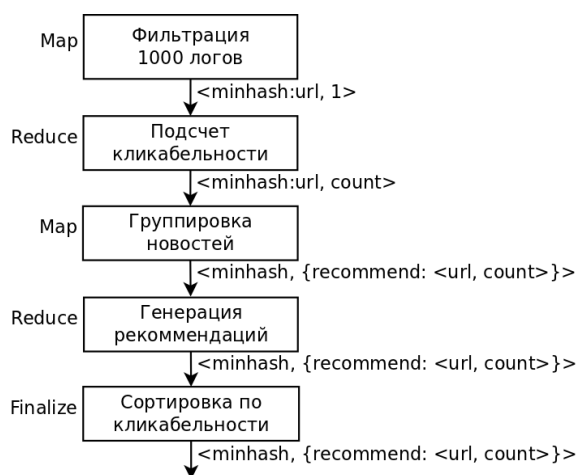 Map
Фильтрация
1000 логов
<minhash:url, 1>
Reduce
Подсчет
кликабельности
<minhash:url, count>
Map
Группировка
новостей
<minhash, {recommend: <url, count>}>
Reduce
Генерация
рекоммендаций
<minhash, {recommend: <url, count>}>
Finalize
Сортировка по
кликабельности
<minhash, {recommend: <url, count>}>